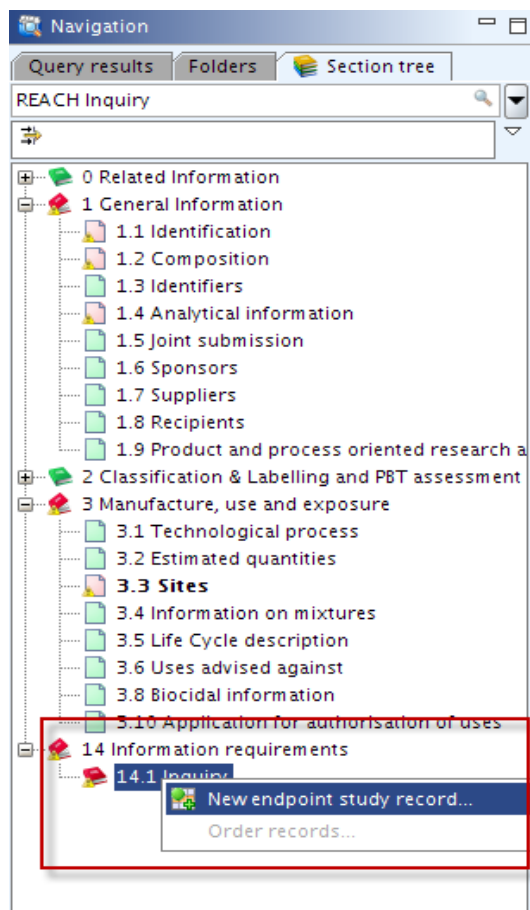 Navigation
Query results Folders Section tree
REACH Inquiry
0 Related Information
1 General Information
1.1 Identification
1.2 Composition
1.3 Identifiers
1.4 Analytical information
1.5 Joint submission
1.6 Sponsors
1.7 Suppliers
1.8 Recipients
1.9 Product and process oriented research a
2 Classification & Labelling and PBT assessment
3 Manufacture, use and exposure
3.1 Technological process
3.2 Estimated quantities
3.3 Sites
3.4 Information on mixtures
3.5 Life Cycle description
3.6 Uses advised against
3.8 Biocidal information
3.10 Application for authorisation of uses
14 Information requirements
14.1 Inquiry
New endpoint study record...
Order records...